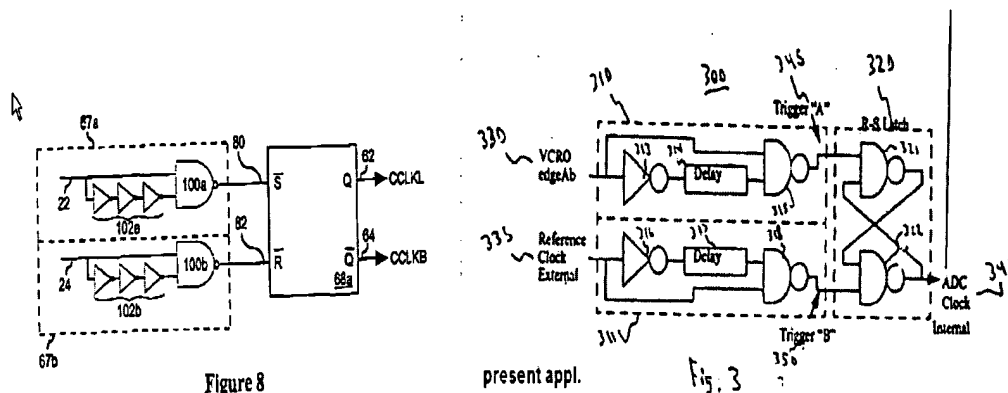 67a
80
62
S
Q
CCLKL
100a
22
102a
82
64
R
Q
CCLKB
100b
24
68a
102b
67b
Figure 8
310
300
345
320
Trigger "A"
R-S Latch
330
VCRO
edgeAb
313
314
Delay
315
321
335
Reference
Clock
External
316
317
Delay
318
322
ADC
Clock
Internal
34
311
Trigger "B"
350
present appl.
Fig. 3